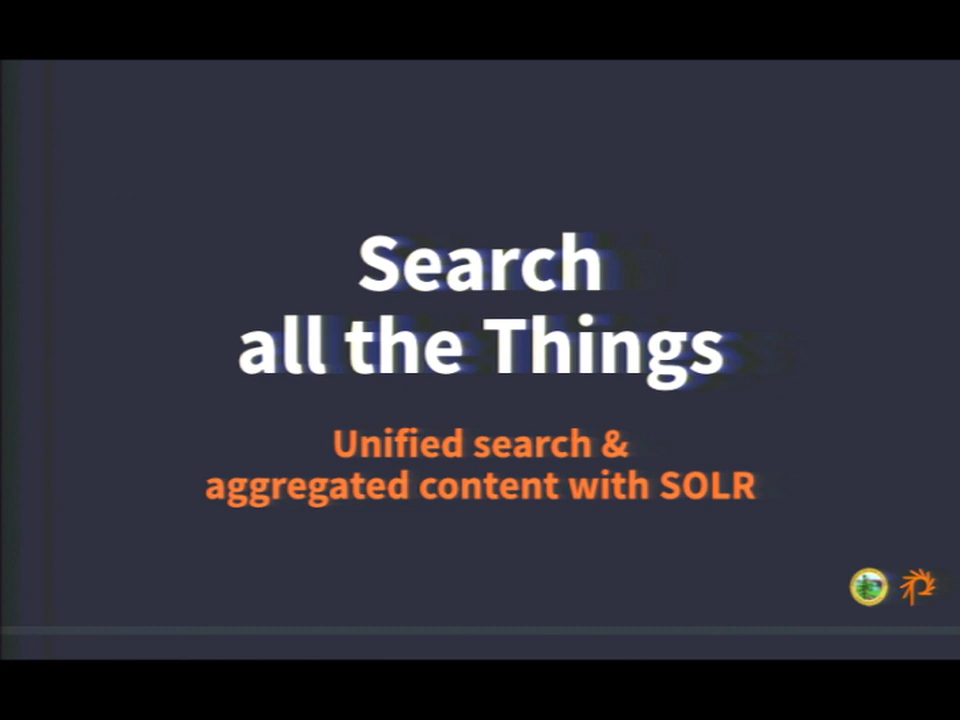 Search
all the Things
Unified search &
aggregated content with SOLR